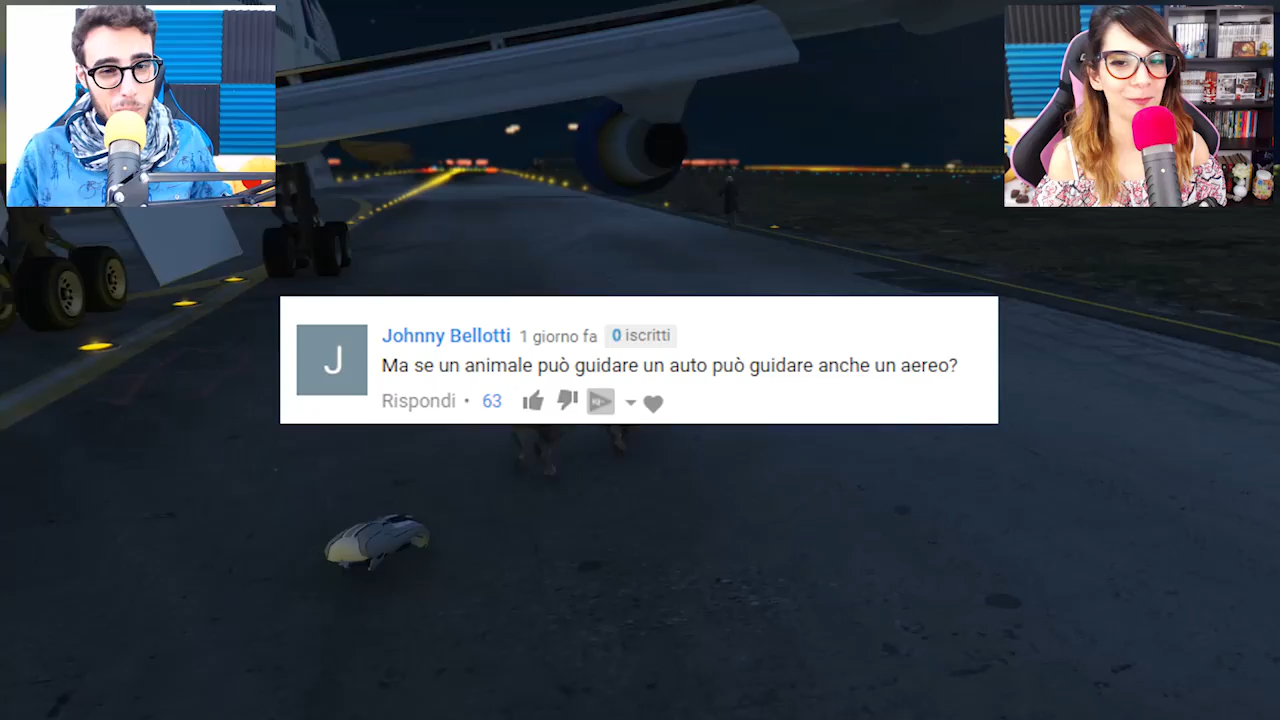 J
Johnny Bellotti 1 giorno fa 0 iscritti
Ma se un animale può guidare un auto può guidare anche un aereo?
Rispondi • 63